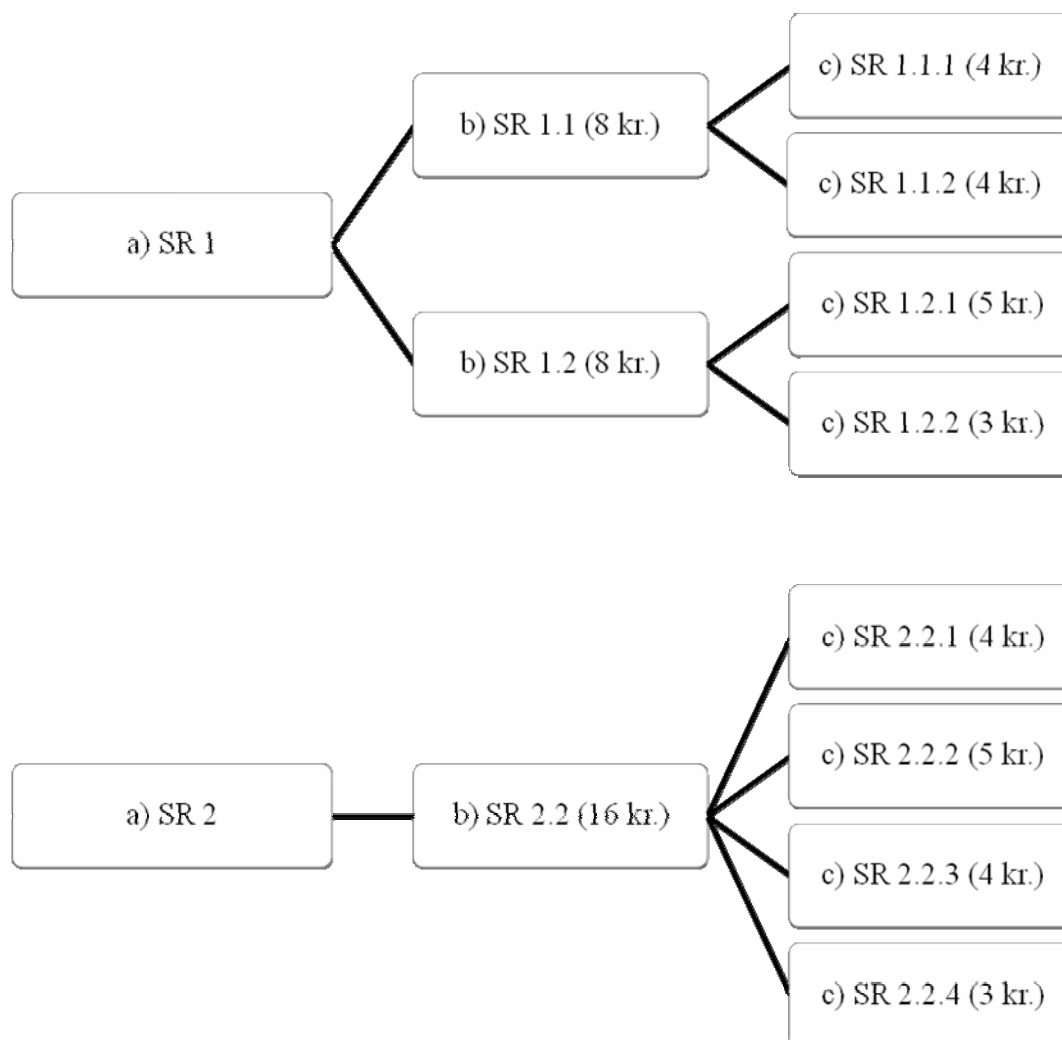 a) SR 1
b) SR 1.1 (8 kr.)
c) SR 1.1.1 (4 kr.)
c) SR 1.1.2 (4 kr.)
b) SR 1.2 (8 kr.)
c) SR 1.2.1 (5 kr.)
c) SR 1.2.2 (3 kr.)
a) SR 2
b) SR 2.2 (16 kr.)
c) SR 2.2.1 (4 kr.)
c) SR 2.2.2 (5 kr.)
c) SR 2.2.3 (4 kr.)
c) SR 2.2.4 (3 kr.)